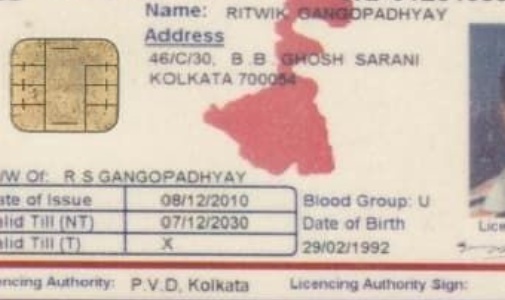 Name: RITWIK GANGOPADHYAY
Address
46/C/30, B B GHOSH SARANI
KOLKATA 700054
/W Of: R S GANGOPADHYAY
ate of Issue 08/12/2010 Blood Group: U
alid Till (NT) 07/12/2030 Date of Birth
alid Till (T) X 29/02/1992
encing Authority: P.V.D, Kolkata Licencing Authority Sign: